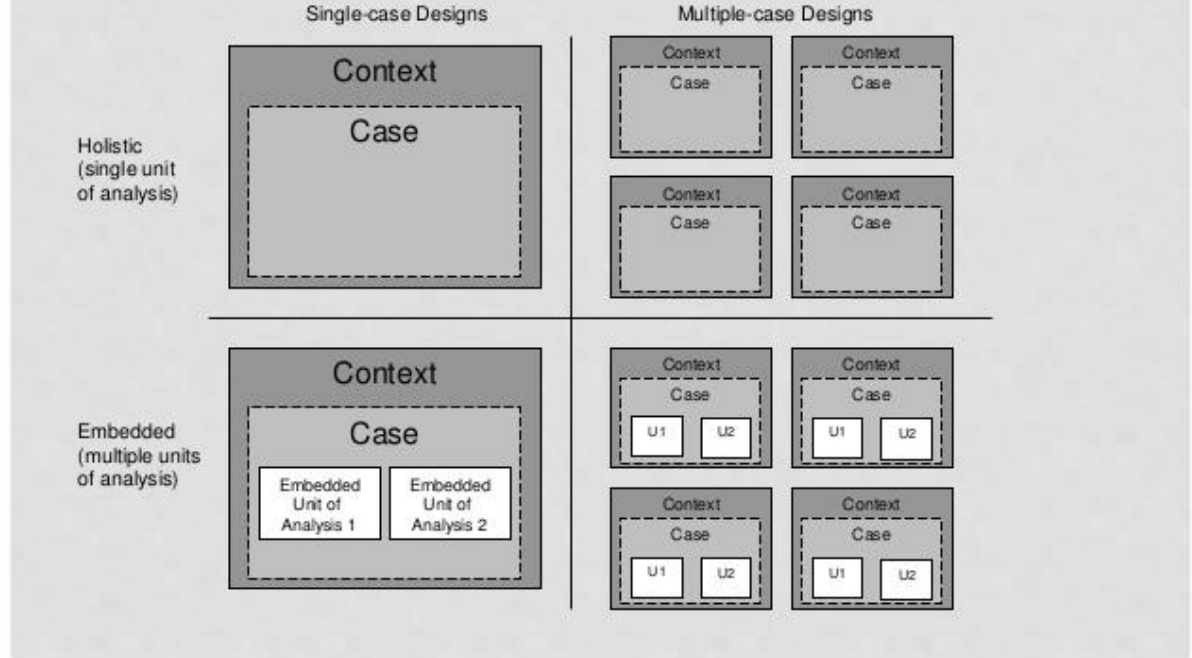 Single-case Designs
Multiple-case Designs
Holistic
(single unit
of analysis)
Context
Case
Context
Case
Context
Case
Context
Case
Context
Case
Embedded
(multiple units
of analysis)
Context
Case
Embedded
Unit of
Analysis 1
Embedded
Unit of
Analysis 2
Context
Case
U1
U2
Context
Case
U1
U2
Context
Case
U1
U2
Context
Case
U1
U2